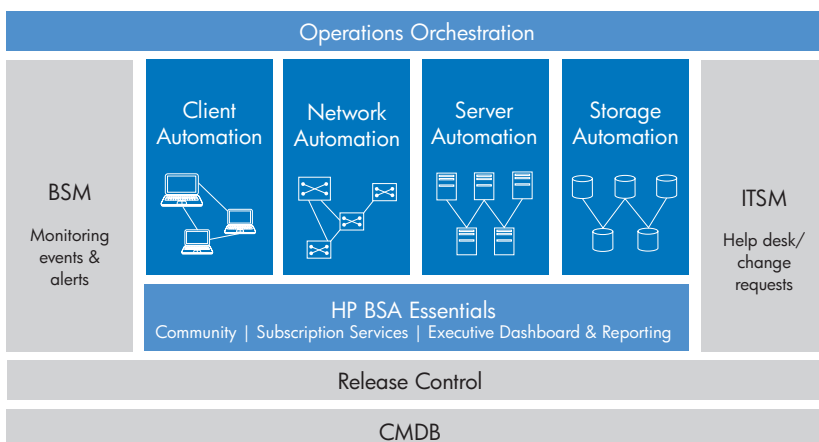 Operations Orchestration
BSM
Monitoring
events &
alerts
Client
Automation
Network
Automation
Server
Automation
Storage
Automation
ITSM
Help desk/
change
requests
HP BSA Essentials
Community | Subscription Services | Executive Dashboard & Reporting
Release Control
CMDB